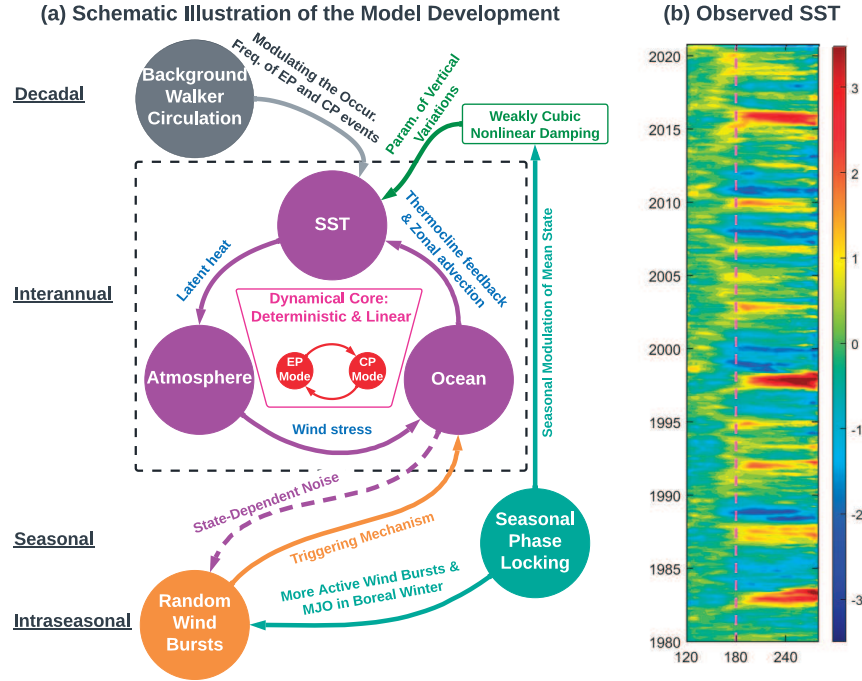 (a) Schematic Illustration of the Model Development
(b) Observed SST
Decadal
Background
Walker
Circulation
Modulating the Occur.
Freq. of EP and CP events
Param. of Vertical
Variations
Weakly Cubic
Nonlinear Damping
Interannual
SST
Latent heat
Thermocline feedback
& Zonal advection
Dynamical Core:
Deterministic & Linear
EP
Mode
CP
Mode
Atmosphere
Ocean
Wind stress
Seasonal Modulation of Mean State
State-Dependent Noise
Triggering Mechanism
Seasonal
Seasonal
Phase
Locking
More Active Wind Bursts &
MJO in Boreal Winter
Intraseasonal
Random
Wind
Bursts
2020
2015
2010
2005
2000
1995
1990
1985
1980
120
180
240
3
2
1
0
-1
-2
-3